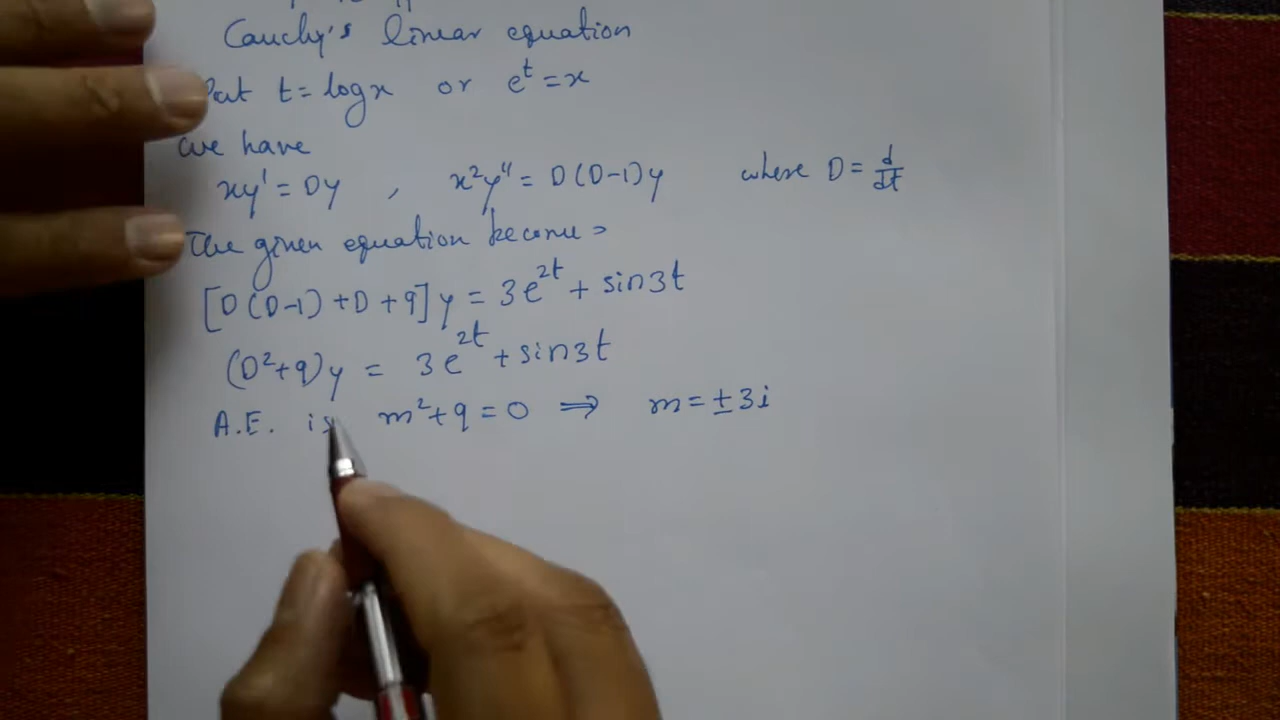 Cauchy's linear equation
Put t = log x or e^t = x
we have
xy' = Dy , x²y'' = D(D-1)y where D = d/dt
The given equation becomes
[D(D-1) + D + 9] y = 3e^2t + sin3t
(D²+9)y = 3e^2t + sin3t
A.E. is m²+9 = 0 ⇒ m = ±3i